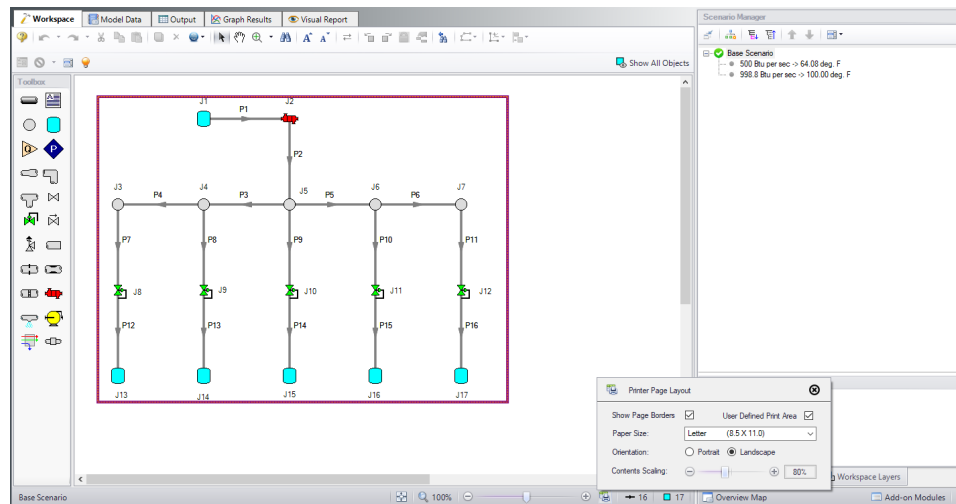 Workspace
Model Data
Output
Graph Results
Visual Report
Scenario Manager
Show All Objects
Base Scenario
500 Btu per sec -> 64.08 deg. F
998.8 Btu per sec -> 100.00 deg. F
Toolbox
J1
J2
P1
P2
J3
J4
J5
J6
J7
P4
P3
P5
P6
P7
P8
P9
P10
P11
J8
J9
J10
J11
J12
P12
P13
P14
P15
P16
J13
J14
J15
J16
J17
Printer Page Layout
Show Page Borders
User Defined Print Area
Paper Size:
Letter (8.5 X 11.0)
Orientation:
Portrait
Landscape
Contents Scaling:
80%
Workspace Layers
Base Scenario
100%
16
17
Overview Map
Add-on Modules